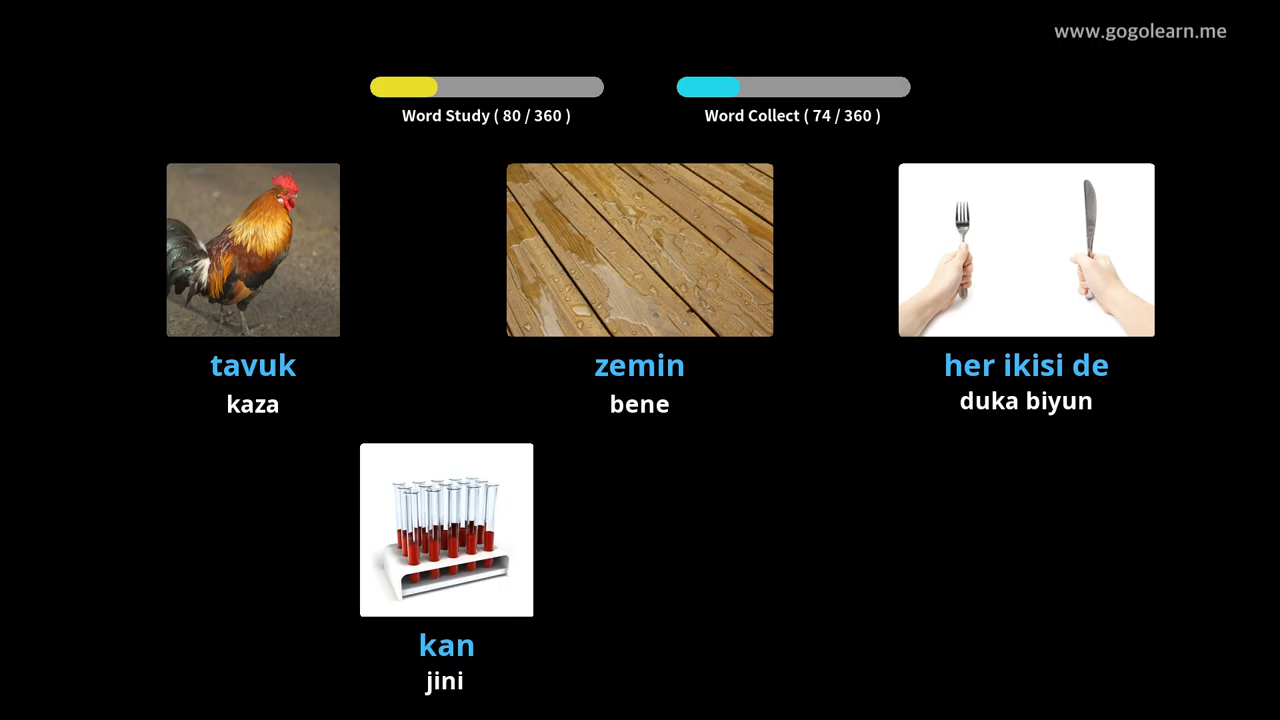 www.gogolearn.me
Word Study ( 80 / 360 )
Word Collect ( 74 / 360 )
tavuk
kaza
zemin
bene
her ikisi de
duka biyun
kan
jini